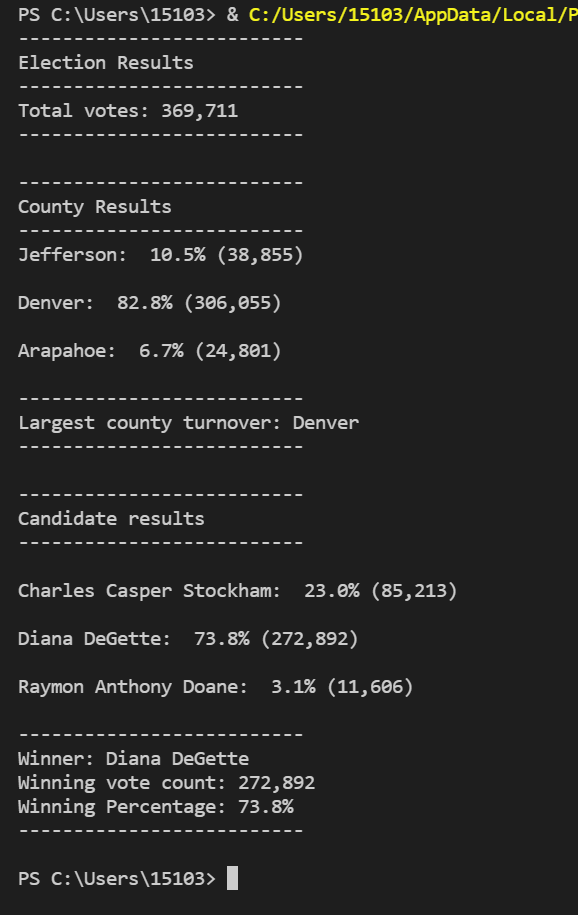 PS C:\Users\15103> & C:/Users/15103/AppData/Local/P
--------------------------
Election Results
--------------------------
Total votes: 369,711
--------------------------
--------------------------
County Results
--------------------------
Jefferson:  10.5% (38,855)
Denver:  82.8% (306,055)
Arapahoe:  6.7% (24,801)
--------------------------
Largest county turnover: Denver
--------------------------
--------------------------
Candidate results
--------------------------
Charles Casper Stockham:  23.0% (85,213)
Diana DeGette:  73.8% (272,892)
Raymon Anthony Doane:  3.1% (11,606)
--------------------------
Winner: Diana DeGette
Winning vote count: 272,892
Winning Percentage: 73.8%
--------------------------
PS C:\Users\15103>